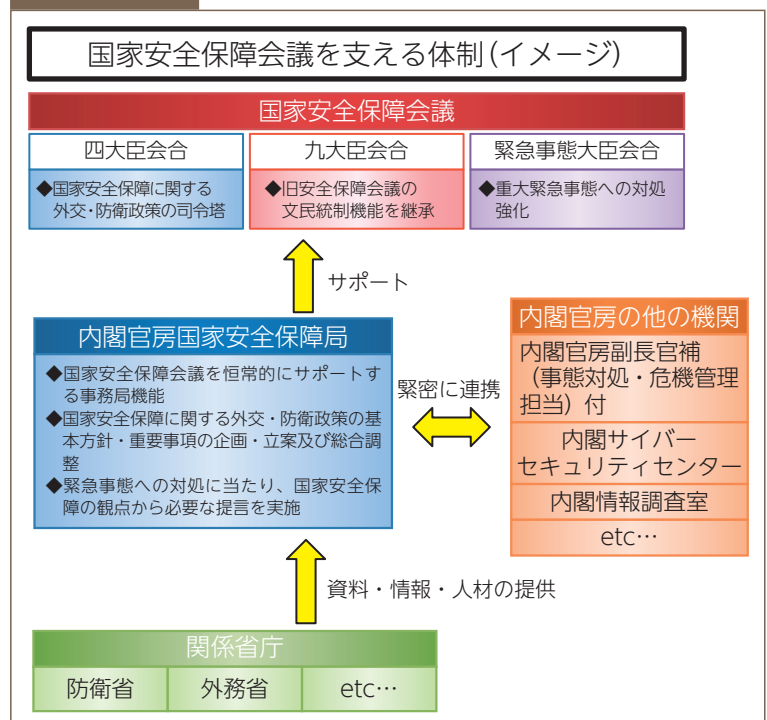 国家安全保障会議を支える体制(イメージ)
国家安全保障会議
四大臣会合
◆国家安全保障に関する
外交・防衛政策の司令塔
九大臣会合
◆旧安全保障会議の
文民統制機能を継承
緊急事態大臣会合
◆重大緊急事態への対処
強化
サポート
内閣官房国家安全保障局
◆国家安全保障会議を恒常的にサポートす
る事務局機能
◆国家安全保障に関する外交・防衛政策の基
本方針・重要事項の企画・立案及び総合調
整
◆緊急事態への対処に当たり、国家安全保
障の観点から必要な提言を実施
緊密に連携
内閣官房の他の機関
内閣官房副長官補
（事態対処・危機管理
担当）付
内閣サイバー
セキュリティセンター
内閣情報調査室
etc…
資料・情報・人材の提供
関係省庁
防衛省
外務省
etc…